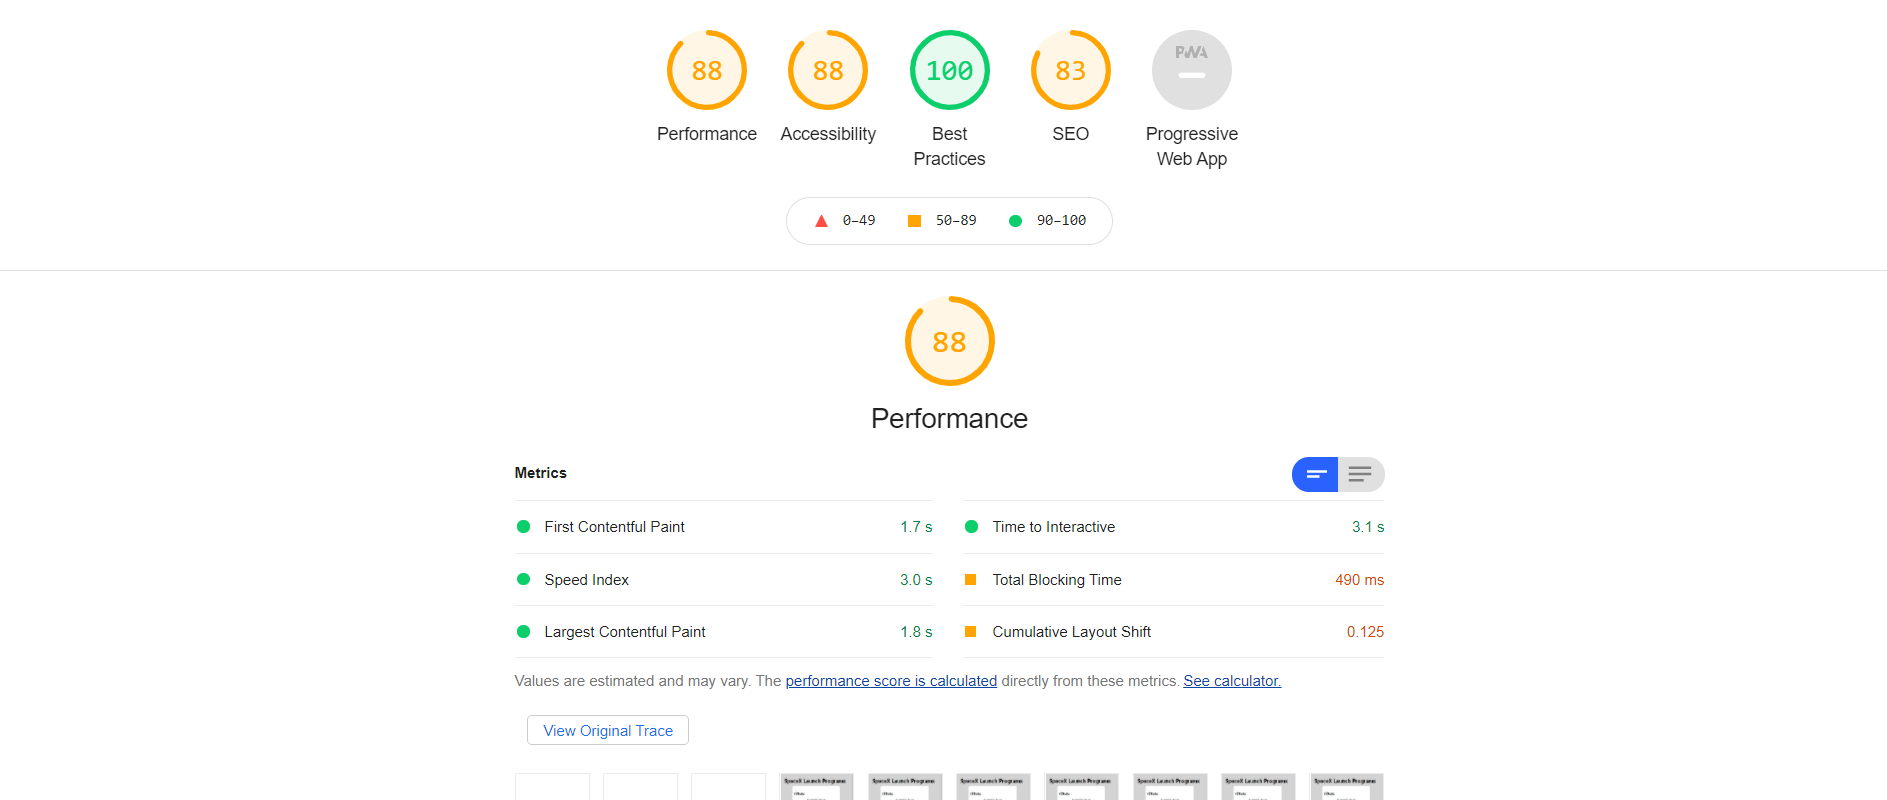 88
88
100
83
PWA
Performance
Accessibility
Best
Practices
SEO
Progressive
Web App
0–49
50–89
90–100
88
Performance
Metrics
First Contentful Paint 1.7 s
Time to Interactive 3.1 s
Speed Index 3.0 s
Total Blocking Time 490 ms
Largest Contentful Paint 1.8 s
Cumulative Layout Shift 0.125
Values are estimated and may vary. The performance score is calculated directly from these metrics. See calculator.
View Original Trace
SpaceX Launch Programs
SpaceX Launch Programs
SpaceX Launch Programs
SpaceX Launch Programs
SpaceX Launch Programs
SpaceX Launch Programs
SpaceX Launch Programs